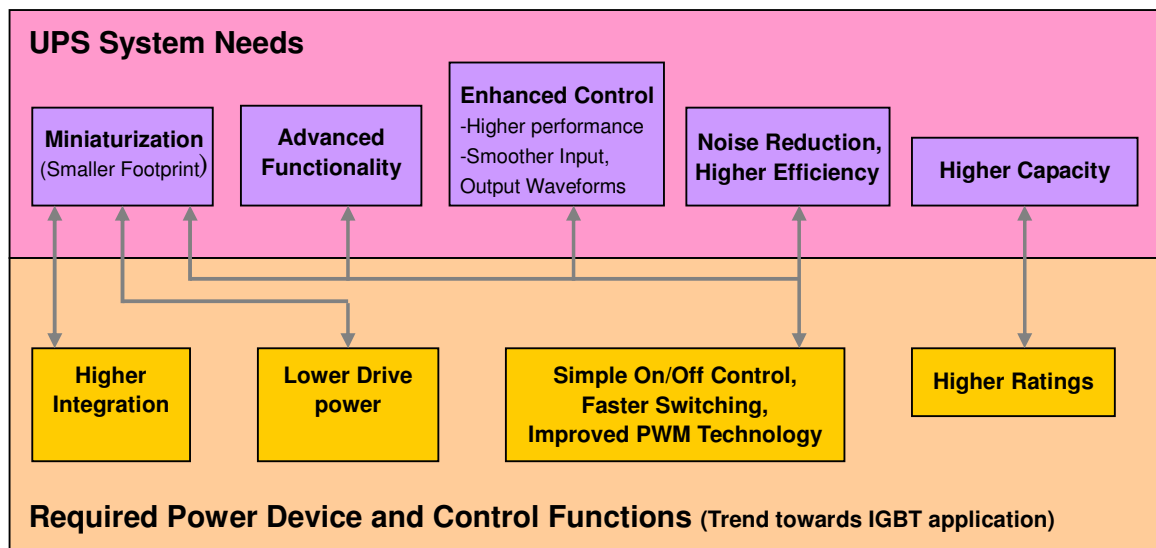 UPS System Needs
Miniaturization
(Smaller Footprint)
Advanced
Functionality
Enhanced Control
-Higher performance
-Smoother Input,
Output Waveforms
Noise Reduction,
Higher Efficiency
Higher Capacity
Higher
Integration
Lower Drive
power
Simple On/Off Control,
Faster Switching,
Improved PWM Technology
Higher Ratings
Required Power Device and Control Functions (Trend towards IGBT application)